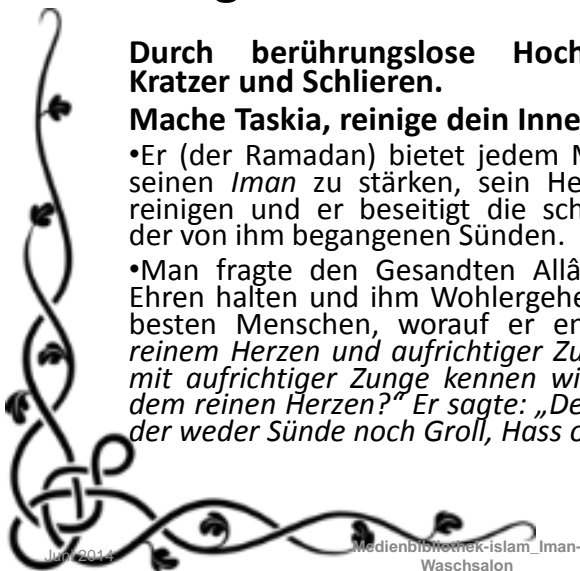 Durch berührungslose Hoch
Kratzer und Schlieren.
Mache Taskia, reinige dein Inne
•Er (der Ramadan) bietet jedem M
seinen Iman zu stärken, sein He
reinigen und er beseitigt die sch
der von ihm begangenen Sünden.
•Man fragte den Gesandten Allâ
Ehren halten und ihm Wohlergehe
besten Menschen, worauf er en
reinem Herzen und aufrichtiger Zu
mit aufrichtiger Zunge kennen wi
dem reinen Herzen?“ Er sagte: „De
der weder Sünde noch Groll, Hass o
Juni 2014
Medienbibliothek-islam_Iman-
Waschsalon